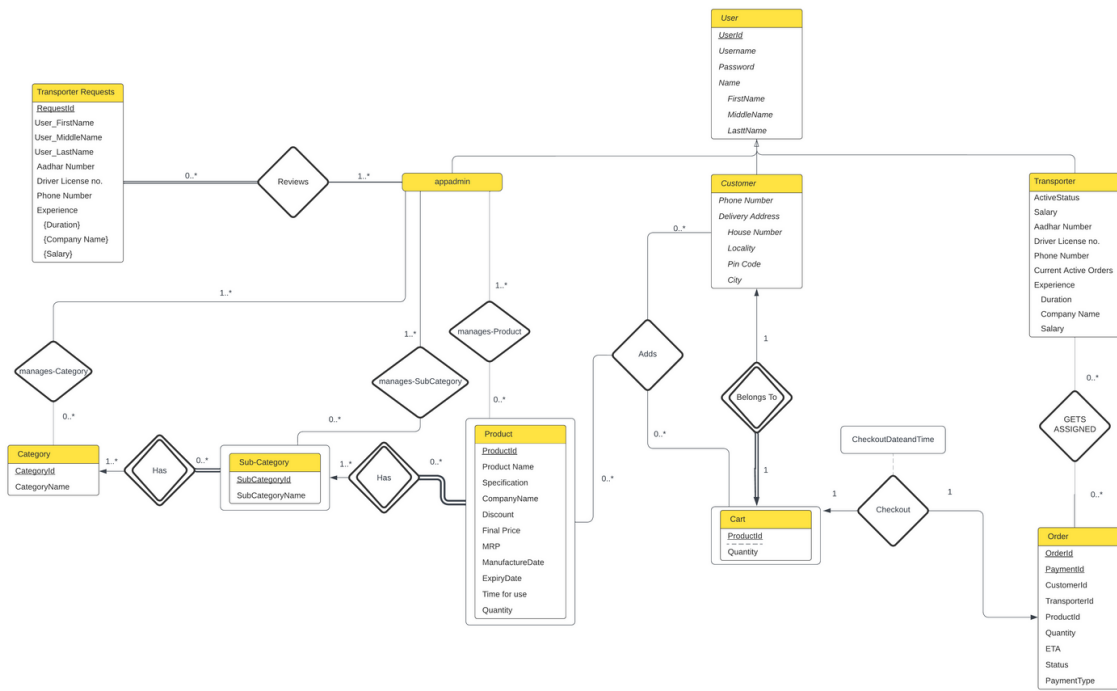 User
UserId
Username
Password
Name
FirstName
MiddleName
LasttName
Transporter Requests
RequestId
User_FirstName
User_MiddleName
User_LastName
Aadhar Number
Driver License no.
Phone Number
Experience
{Duration}
{Company Name}
{Salary}
0..*
Reviews
1..*
appadmin
Customer
Phone Number
Delivery Address
House Number
Locality
Pin Code
City
Transporter
ActiveStatus
Salary
Aadhar Number
Driver License no.
Phone Number
Current Active Orders
Experience
Duration
Company Name
Salary
1..*
1..*
1..*
0..*
manages-Category
manages-SubCategory
manages-Product
Adds
1
Belongs To
1
0..*
0..*
0..*
0..*
0..*
0..*
GETS
ASSIGNED
0..*
Category
CategoryId
CategoryName
1..*
Has
0..*
Sub-Category
SubCategoryId
SubCategoryName
1..*
Has
0..*
Product
ProductId
Product Name
Specification
CompanyName
Discount
Final Price
MRP
ManufactureDate
ExpiryDate
Time for use
Quantity
Cart
ProductId
Quantity
CheckoutDateandTime
1
Checkout
1
Order
OrderId
PaymentId
CustomerId
TransporterId
ProductId
Quantity
ETA
Status
PaymentType